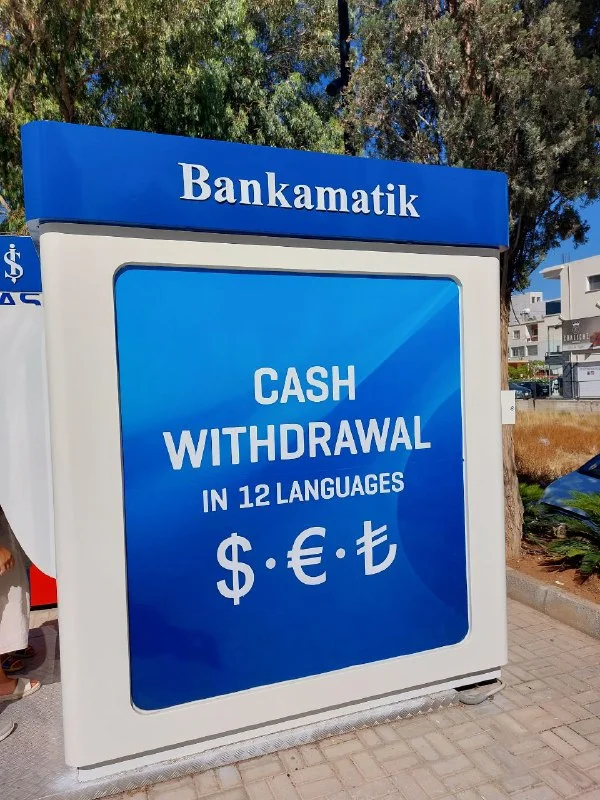 Bankamatik
CASH
WITHDRAWAL
IN 12 LANGUAGES
$·€·₺